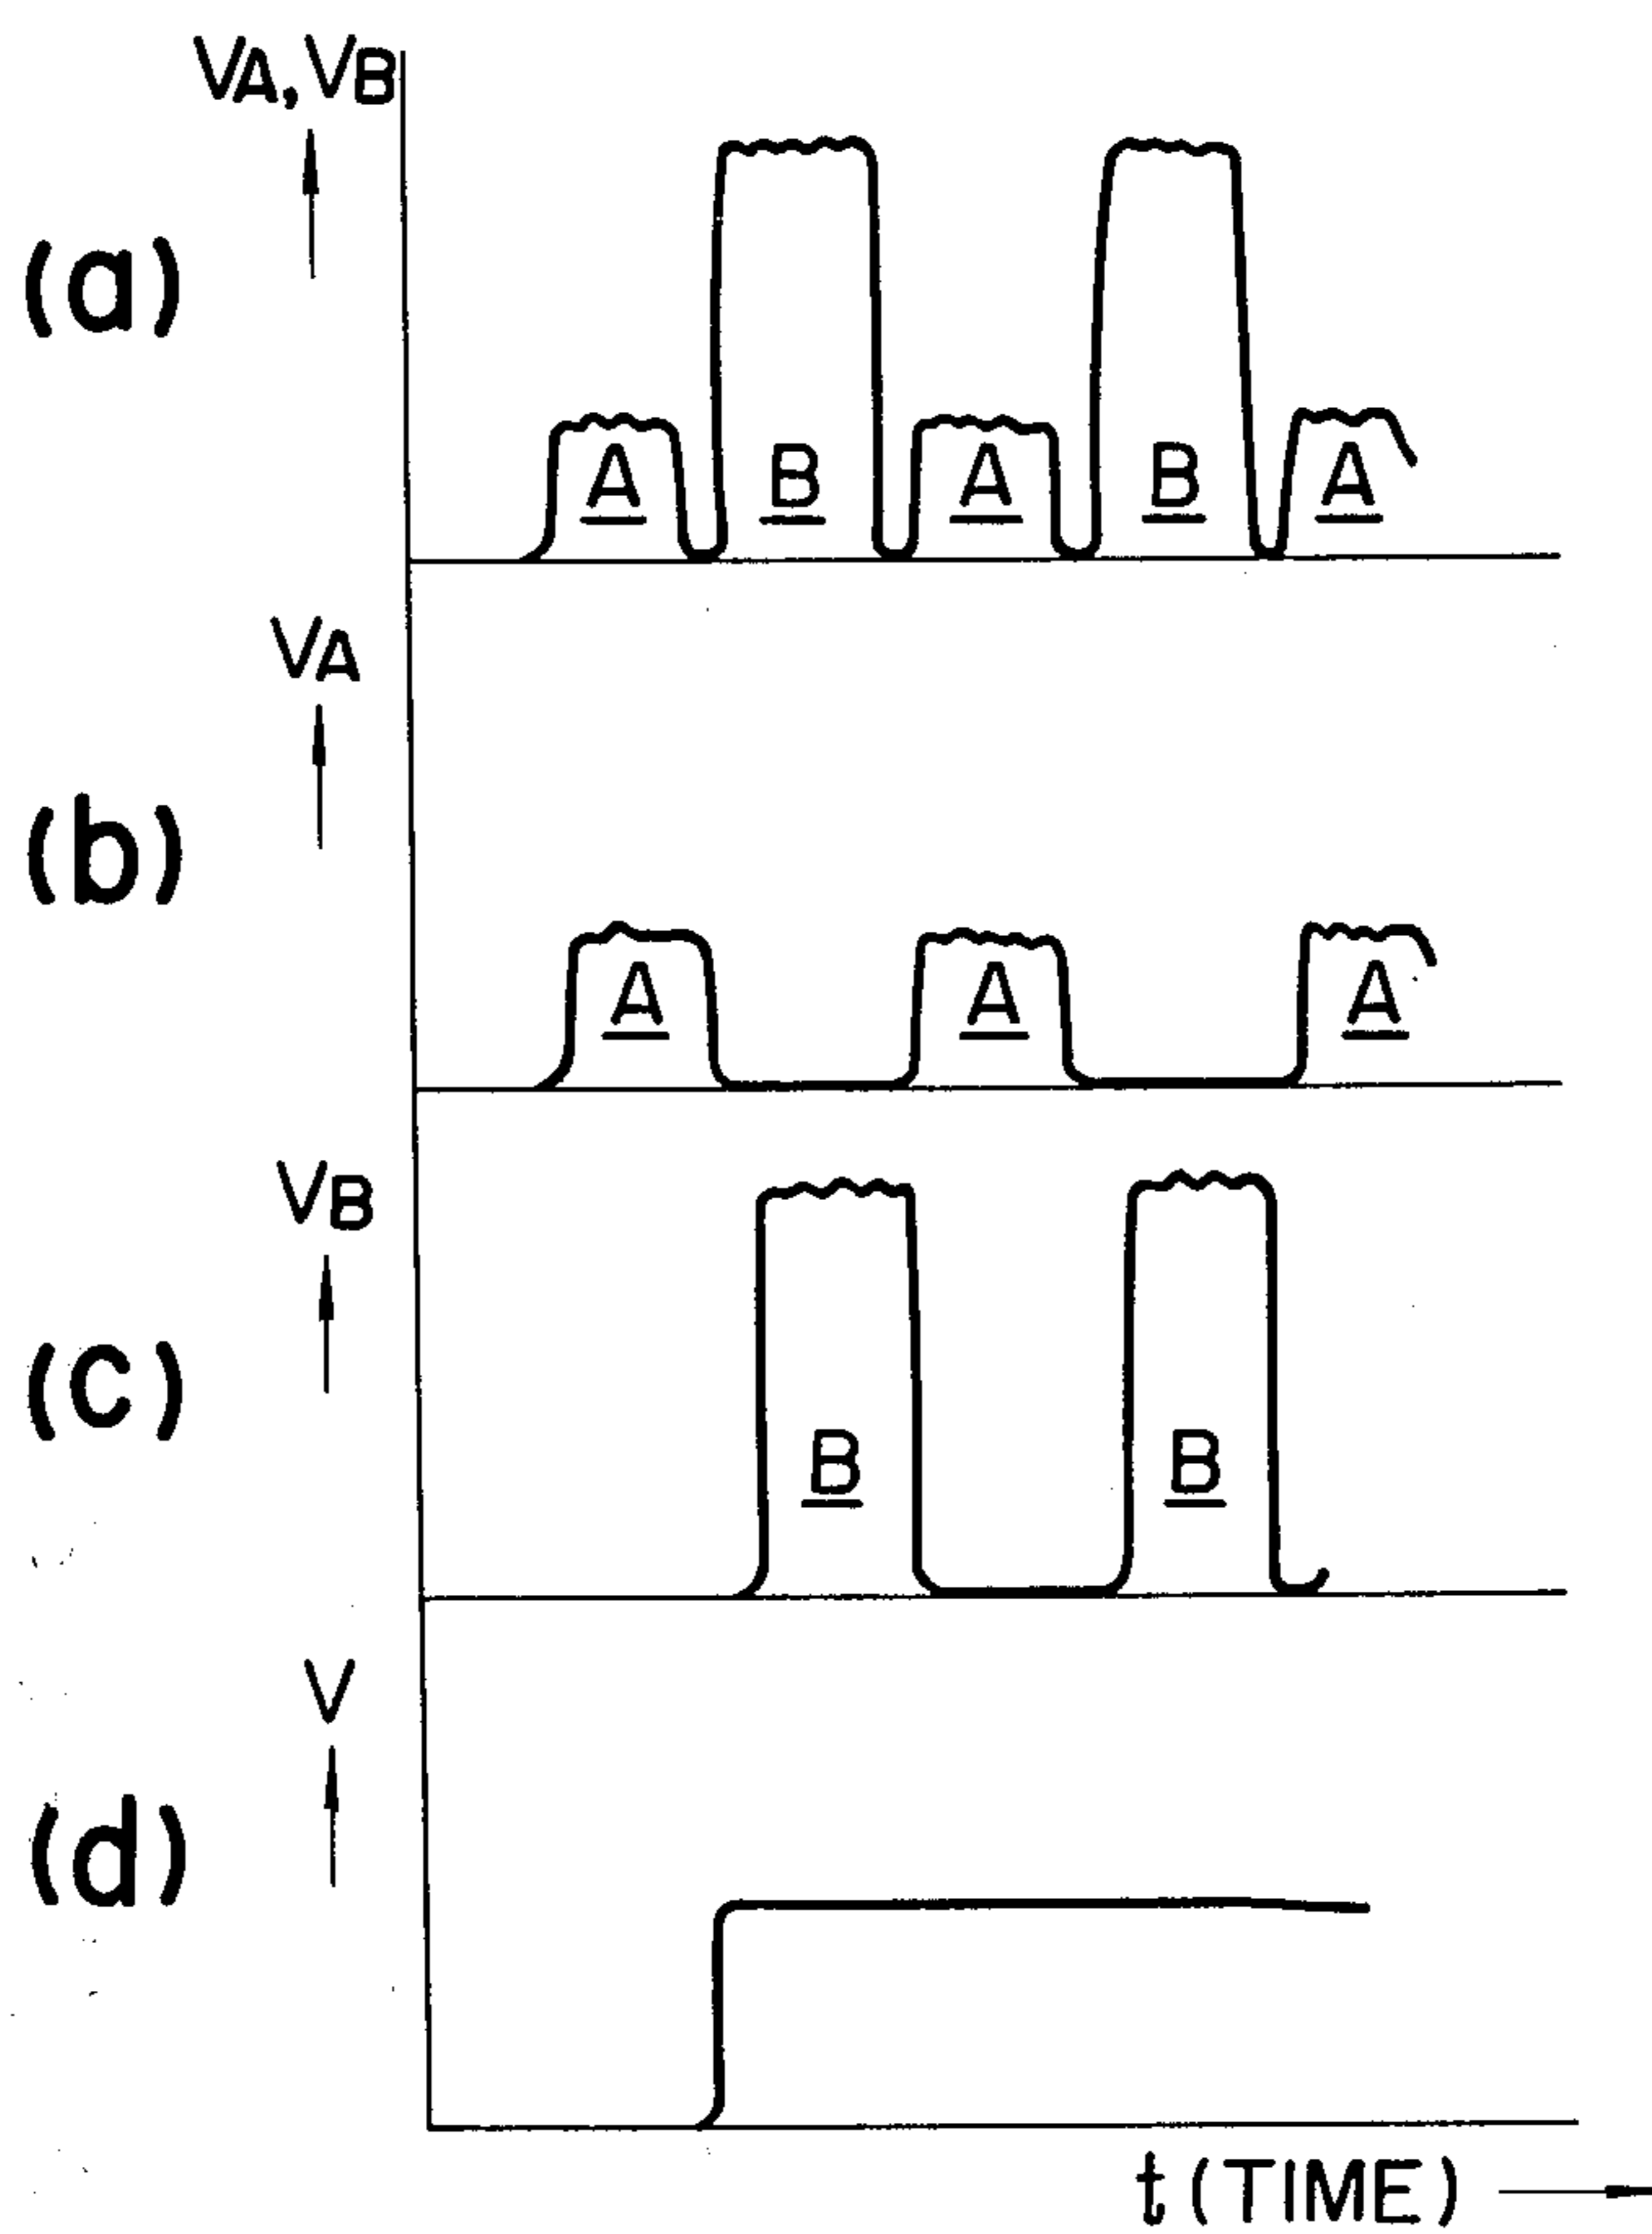 VA, VB
(a)
A B A B A
VA
(b)
A A A
VB
(c)
B B
V
(d)
t (TIME)